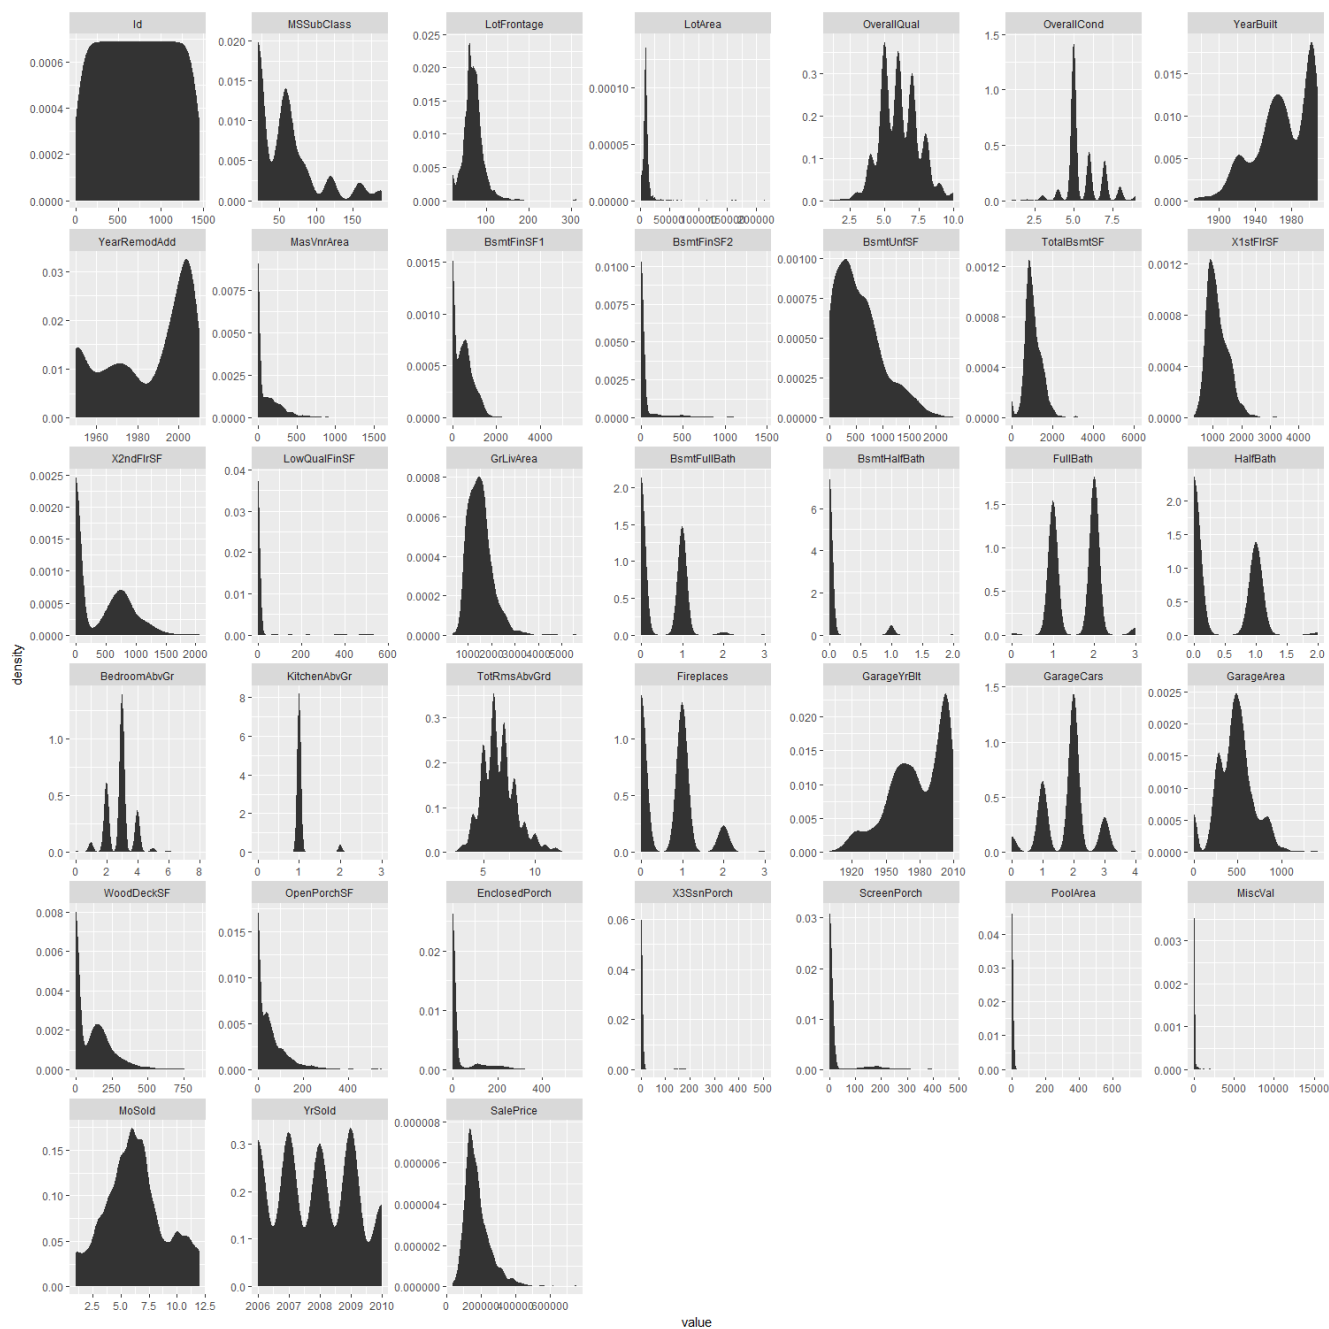 Id MSSubClass LotFrontage LotArea OverallQual OverallCond YearBuilt
0.0006 0.0004 0.0002 0.0000
0.020 0.015 0.010 0.005 0.000
0.025 0.020 0.015 0.010 0.005 0.000
0.00010 0.00005 0.00000
0.3 0.2 0.1 0.0
1.5 1.0 0.5 0.0
0.015 0.010 0.005 0.000
0 500 1000 1500
50 100 150
100 200 300
0 50000 100000 150000 200000
2.5 5.0 7.5 10.0
2.5 5.0 7.5
1900 1940 1980
YearRemodAdd MasVnrArea BsmtFinSF1 BsmtFinSF2 BsmtUnfSF TotalBsmtSF X1stFlrSF
0.03 0.02 0.01 0.00
0.0075 0.0050 0.0025 0.0000
0.0015 0.0010 0.0005 0.0000
0.0100 0.0075 0.0050 0.0025 0.0000
0.00100 0.00075 0.00050 0.00025 0.00000
0.0012 0.0008 0.0004 0.0000
0.0012 0.0008 0.0004 0.0000
1960 1980 2000
0 500 1000 1500
0 2000 4000
0 500 1000 1500
0 500 1000 1500 2000
0 2000 4000 6000
1000 2000 3000 4000
X2ndFlrSF LowQualFinSF GrLivArea BsmtFullBath BsmtHalfBath FullBath HalfBath
0.0025 0.0020 0.0015 0.0010 0.0005 0.0000
0.04 0.03 0.02 0.01 0.00
0.0008 0.0006 0.0004 0.0002 0.0000
2.0 1.5 1.0 0.5 0.0
6 4 2 0
1.5 1.0 0.5 0.0
2.0 1.5 1.0 0.5 0.0
0 500 1000 1500 2000
0 200 400 600
1000 2000 3000 4000 5000
0 1 2 3
0.0 0.5 1.0 1.5 2.0
0 1 2 3
0.0 0.5 1.0 1.5 2.0
density
BedroomAbvGr KitchenAbvGr TotRmsAbvGrd Fireplaces GarageYrBlt GarageCars GarageArea
1.0 0.5 0.0
8 6 4 2 0
0.3 0.2 0.1 0.0
1.0 0.5 0.0
0.020 0.015 0.010 0.005 0.000
1.5 1.0 0.5 0.0
0.0025 0.0020 0.0015 0.0010 0.0005 0.0000
0 2 4 6 8
0 1 2 3
5 10
0 1 2 3
1920 1950 1980 2010
0 1 2 3 4
0 500 1000
WoodDeckSF OpenPorchSF EnclosedPorch X3SsnPorch ScreenPorch PoolArea MiscVal
0.008 0.006 0.004 0.002 0.000
0.015 0.010 0.005 0.000
0.02 0.01 0.00
0.06 0.04 0.02 0.00
0.03 0.02 0.01 0.00
0.04 0.03 0.02 0.01 0.00
0.003 0.002 0.001 0.000
0 250 500 750
0 200 400
0 200 400
0 100 200 300 400 500
0 100 200 300 400 500
0 200 400 600
0 5000 10000 15000
MoSold YrSold SalePrice
0.15 0.10 0.05 0.00
0.3 0.2 0.1 0.0
0.000008 0.000006 0.000004 0.000002 0.000000
2.5 5.0 7.5 10.0 12.5
2006 2007 2008 2009 2010
0 200000 400000 600000
value